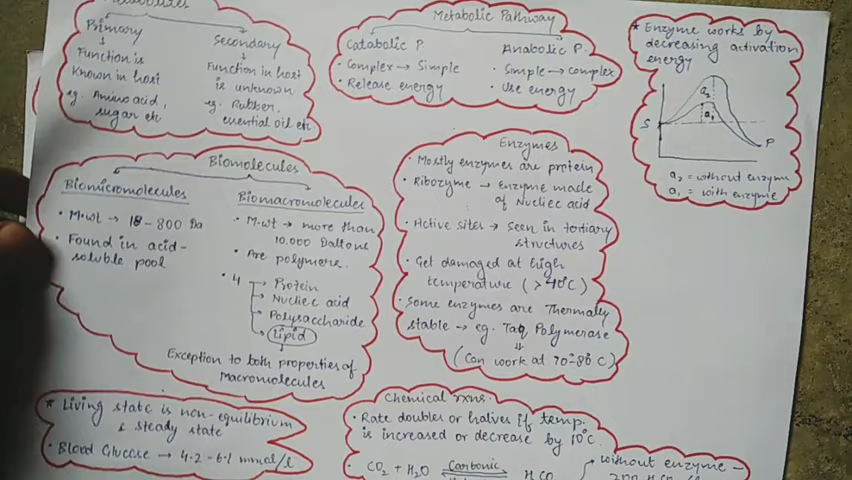 Primary
Function is
Known in host
eg. Amino acid,
sugar etc
Secondary
Function in host
is unknown
eg. Rubber,
essential oil etc
Metabolic Pathway
Catabolic P.
• Complex → Simple
• Release energy
Anabolic P.
• Simple → complex
• Use energy
* Enzyme works by
decreasing activation
energy
S
a2
a1
P
a2 = without enzyme
a1 = with enzyme
Biomolecules
Biomicromolecules
• M.wt → 18-800 Da
• Found in acid-
soluble pool
Biomacromolecules
• M.wt → more than
10,000 Daltons
• Are polymers.
• 4 → Protein
→ Nucliec acid
→ Polysaccharide
→ Lipid
Exception to both properties of
Macromolecules
Enzymes
• Mostly enzymes are protein
• Ribozyme → Enzyme made
of Nucliec acid
• Active sites → seen in tertiary
structures
• Get damaged at high
temperature (> 40°C)
• Some enzymes are Thermally
stable → eg. Taq Polymerase
(Can work at 70°-80°C)
* Living state is non-equilibrium
& steady state
• Blood Glucose → 4.2-6.1 mmol/l
Chemical rxns
• Rate doubles or halves if temp.
is increased or decrease by 10°C.
• CO2 + H2O Carbonic
without enzyme -